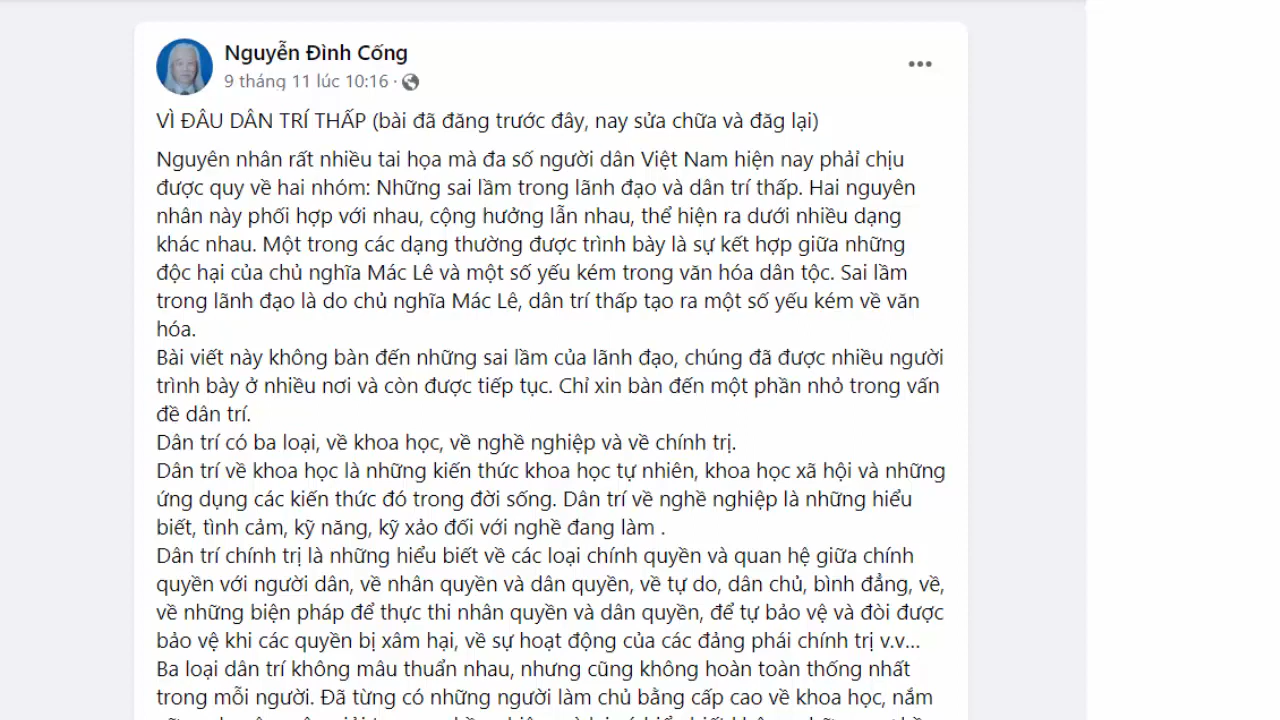 Nguyễn Đình Cống
9 tháng 11 lúc 10:16 ·
VÌ ĐÂU DÂN TRÍ THẤP (bài đã đăng trước đây, nay sửa chữa và đăg lại)
Nguyên nhân rất nhiều tai họa mà đa số người dân Việt Nam hiện nay phải chịu
được quy về hai nhóm: Những sai lầm trong lãnh đạo và dân trí thấp. Hai nguyên
nhân này phối hợp với nhau, cộng hưởng lẫn nhau, thể hiện ra dưới nhiều dạng
khác nhau. Một trong các dạng thường được trình bày là sự kết hợp giữa những
độc hại của chủ nghĩa Mác Lê và một số yếu kém trong văn hóa dân tộc. Sai lầm
trong lãnh đạo là do chủ nghĩa Mác Lê, dân trí thấp tạo ra một số yếu kém về văn
hóa.
Bài viết này không bàn đến những sai lầm của lãnh đạo, chúng đã được nhiều người
trình bày ở nhiều nơi và còn được tiếp tục. Chỉ xin bàn đến một phần nhỏ trong vấn
đề dân trí.
Dân trí có ba loại, về khoa học, về nghề nghiệp và về chính trị.
Dân trí về khoa học là những kiến thức khoa học tự nhiên, khoa học xã hội và những
ứng dụng các kiến thức đó trong đời sống. Dân trí về nghề nghiệp là những hiểu
biết, tình cảm, kỹ năng, kỹ xảo đối với nghề đang làm .
Dân trí chính trị là những hiểu biết về các loại chính quyền và quan hệ giữa chính
quyền với người dân, về nhân quyền và dân quyền, về tự do, dân chủ, bình đẳng, về,
về những biện pháp để thực thi nhân quyền và dân quyền, để tự bảo vệ và đòi được
bảo vệ khi các quyền bị xâm hại, về sự hoạt động của các đảng phái chính trị v.v...
Ba loại dân trí không mâu thuẫn nhau, nhưng cũng không hoàn toàn thống nhất
trong mỗi người. Đã từng có những người làm chủ bằng cấp cao về khoa học, nắm